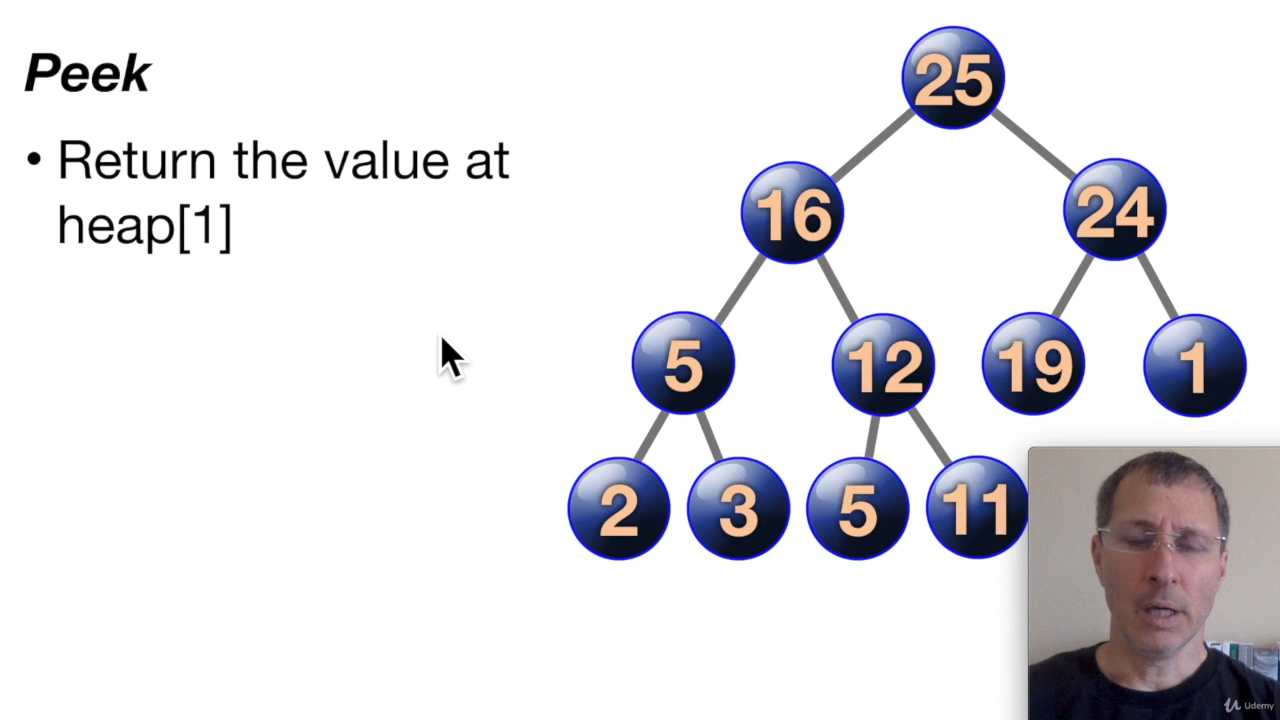 Peek
• Return the value at
heap[1]
25
16
24
5
12
19
1
2
3
5
11
Udemy